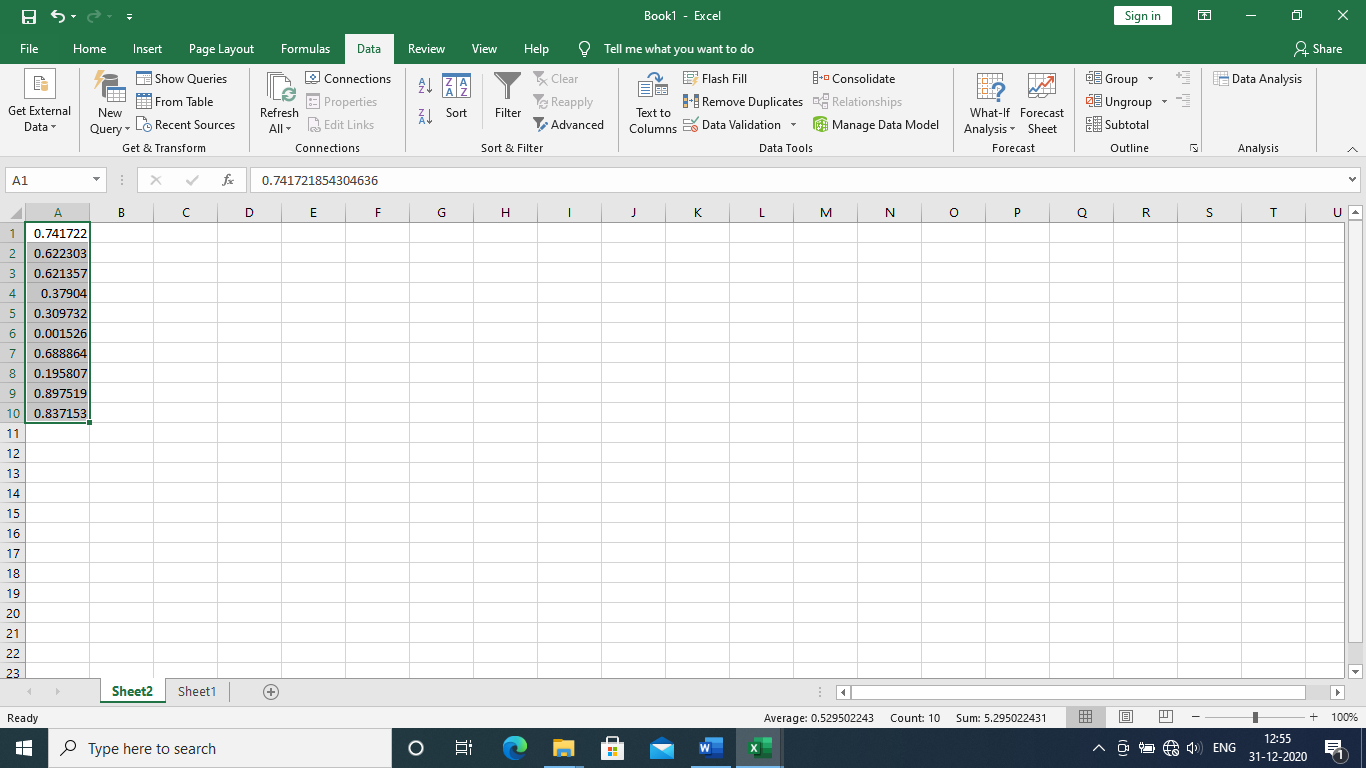 Book1 - Excel
Sign in
File Home Insert Page Layout Formulas Data Review View Help Tell me what you want to do Share
Get External Data
New Query
Show Queries
From Table
Recent Sources
Get & Transform
Refresh All
Connections
Properties
Edit Links
Connections
Sort
Filter
Clear
Reapply
Advanced
Sort & Filter
Text to Columns
Flash Fill
Remove Duplicates
Data Validation
Consolidate
Relationships
Manage Data Model
Data Tools
What-If Analysis
Forecast Sheet
Forecast
Group
Ungroup
Subtotal
Outline
Data Analysis
Analysis
A1 fx 0.741721854304636
A B C D E F G H I J K L M N O P Q R S T U
1 0.741722
2 0.622303
3 0.621357
4 0.37904
5 0.309732
6 0.001526
7 0.688864
8 0.195807
9 0.897519
10 0.837153
11
12
13
14
15
16
17
18
19
20
21
22
23
Sheet2 Sheet1
Ready Average: 0.529502243 Count: 10 Sum: 5.295022431 100%
Type here to search
ENG
12:55
31-12-2020
1